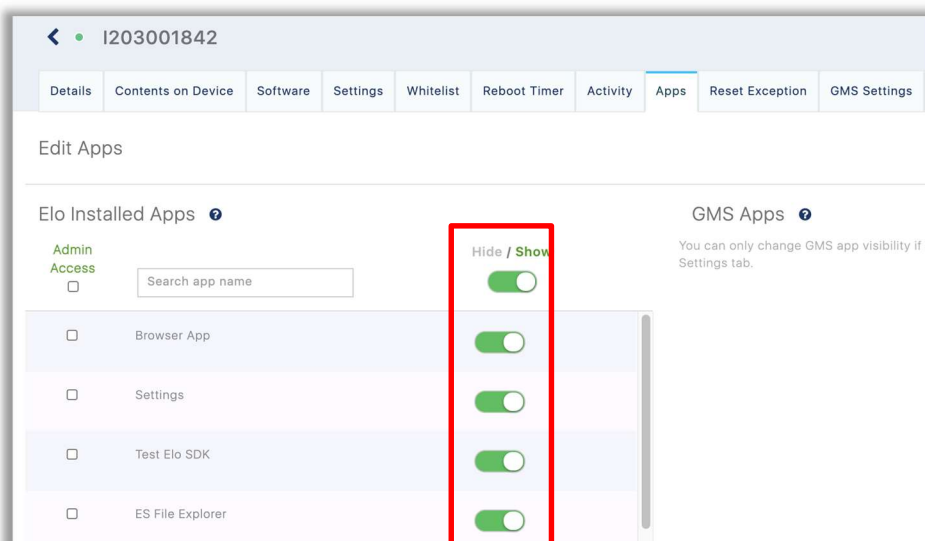 I203001842
Details Contents on Device Software Settings Whitelist Reboot Timer Activity Apps Reset Exception GMS Settings
Edit Apps
Elo Installed Apps
GMS Apps
Admin
Access
Search app name
Hide / Show
You can only change GMS app visibility if
Settings tab.
Browser App
Settings
Test Elo SDK
ES File Explorer